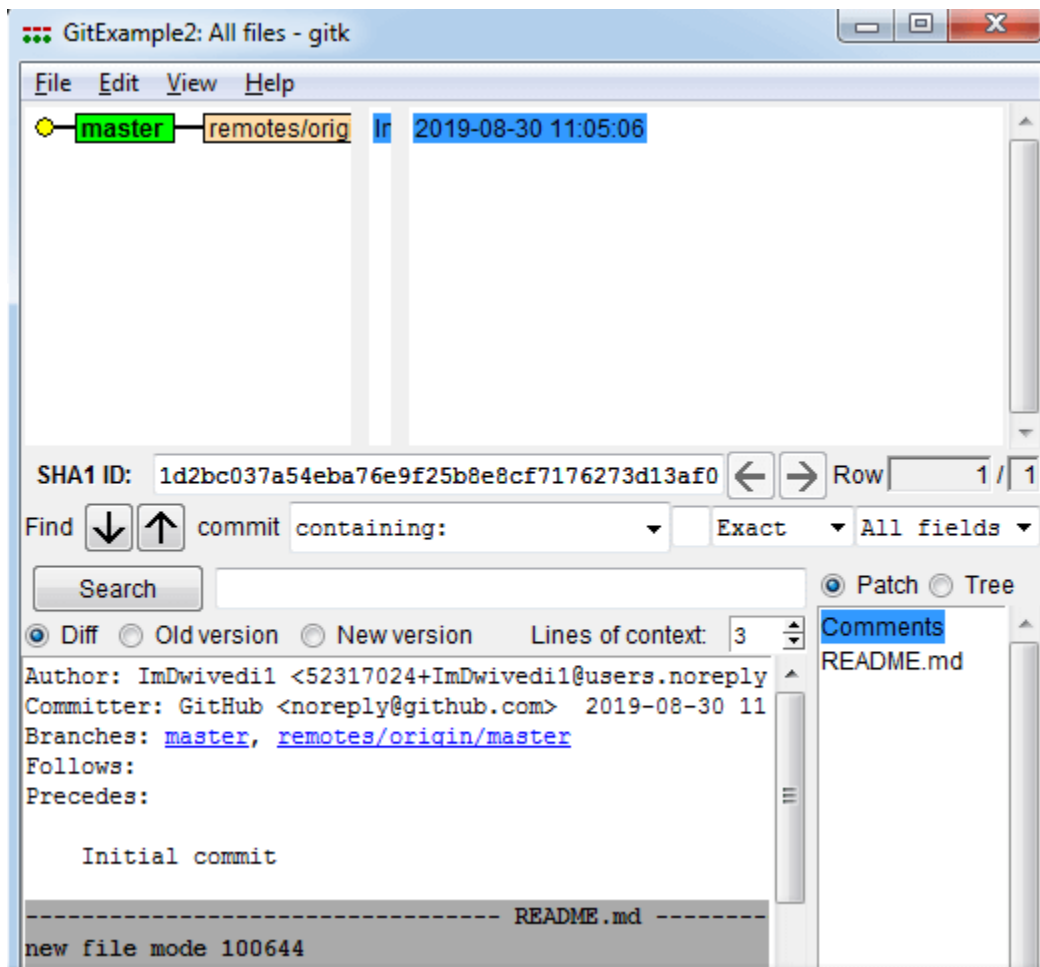 GitExample2: All files - gitk
File Edit View Help
master remotes/orig 2019-08-30 11:05:06
SHA1 ID: 1d2bc037a54eba76e9f25b8e8cf7176273d13af0 Row 1 / 1
Find commit containing: Exact All fields
Search Patch Tree
Diff Old version New version Lines of context: 3 Comments
README.md
Author: ImDwivedi1 <52317024+ImDwivedi1@users.noreply
Committer: GitHub <noreply@github.com> 2019-08-30 11
Branches: master, remotes/origin/master
Follows:
Precedes:
Initial commit
---------------------------------- README.md --------
new file mode 100644